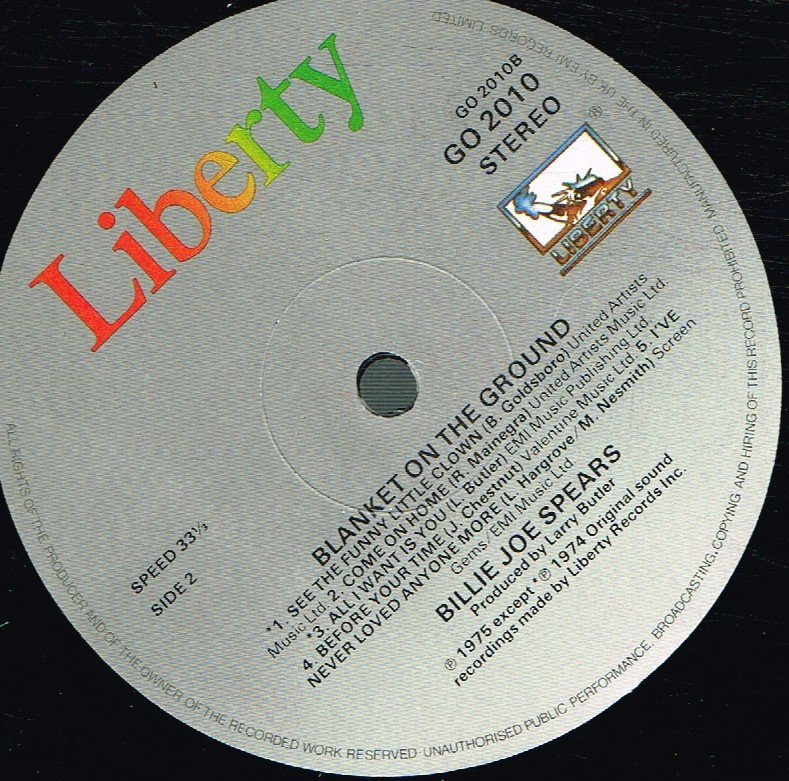 Liberty
GO 2010B
GO 2010
STEREO
®
LIBERTY
SPEED 33⅓
SIDE 2
BLANKET ON THE GROUND
*1. SEE THE FUNNY LITTLE CLOWN (B. Goldsboro) United Artists
Music Ltd. 2. COME ON HOME (R. Mainegra) United Artists Music Ltd.
*3. ALL I WANT IS YOU (L. Butler) EMI Music Publishing Ltd.
4. BEFORE YOUR TIME (J. Chestnut) Valentine Music Ltd. 5. I'VE
NEVER LOVED ANYONE MORE (L. Hargrove/M. Nesmith) Screen
Gems/EMI Music Ltd
BILLIE JOE SPEARS
Produced by Larry Butler
℗ 1975 except *℗ 1974 Original sound
recordings made by Liberty Records Inc.
ALL RIGHTS OF THE PRODUCER AND OF THE OWNER OF THE RECORDED WORK RESERVED · UNAUTHORISED PUBLIC PERFORMANCE, BROADCASTING, COPYING AND HIRING OF THIS RECORD PROHIBITED. MANUFACTURED IN THE UK BY EMI RECORDS LIMITED